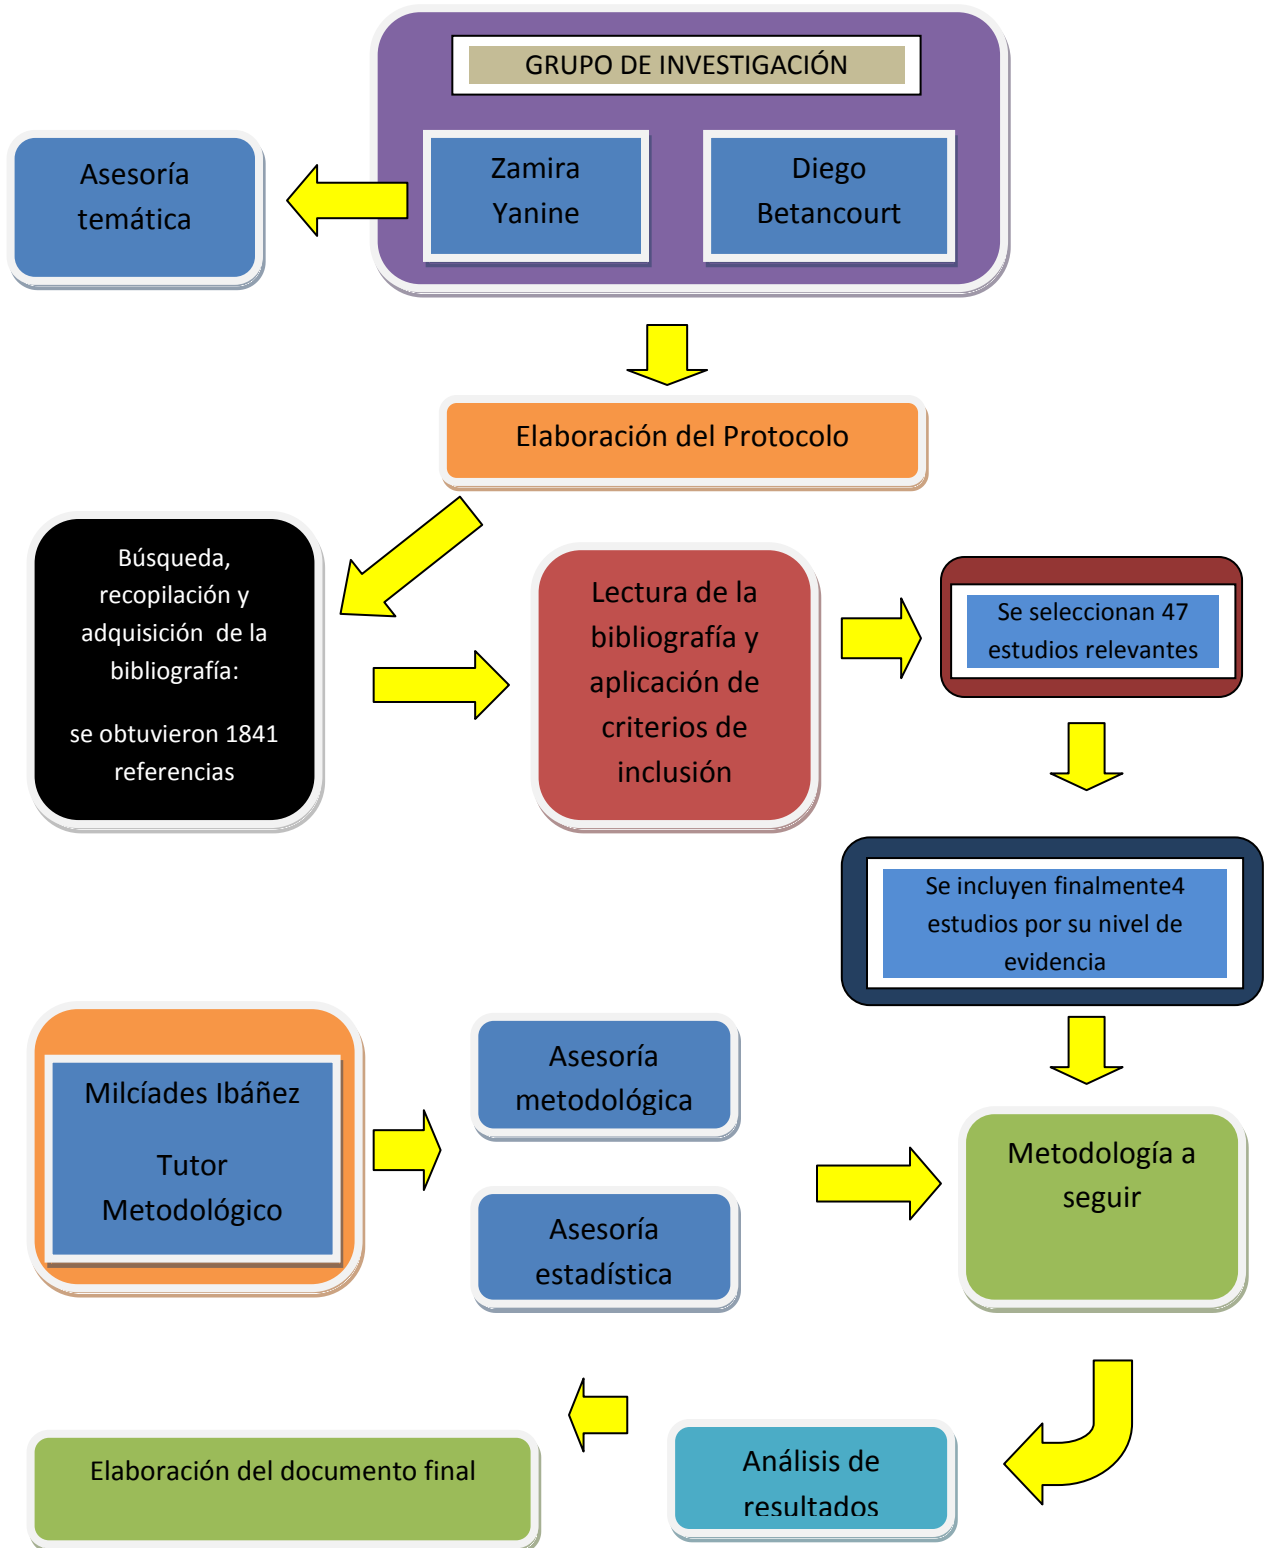 GRUPO DE INVESTIGACIÓN
Asesoría
temática
Zamira
Yanine
Diego
Betancourt
Elaboración del Protocolo
Búsqueda,
recopilación y
adquisición de la
bibliografía:
se obtuvieron 1841
referencias
Lectura de la
bibliografía y
aplicación de
criterios de
inclusión
Se seleccionan 47
estudios relevantes
Se incluyen finalmente4
estudios por su nivel de
evidencia
Milcíades Ibáñez
Tutor
Metodológico
Asesoría
metodológica
Asesoría
estadística
Metodología a
seguir
Análisis de
resultados
Elaboración del documento final